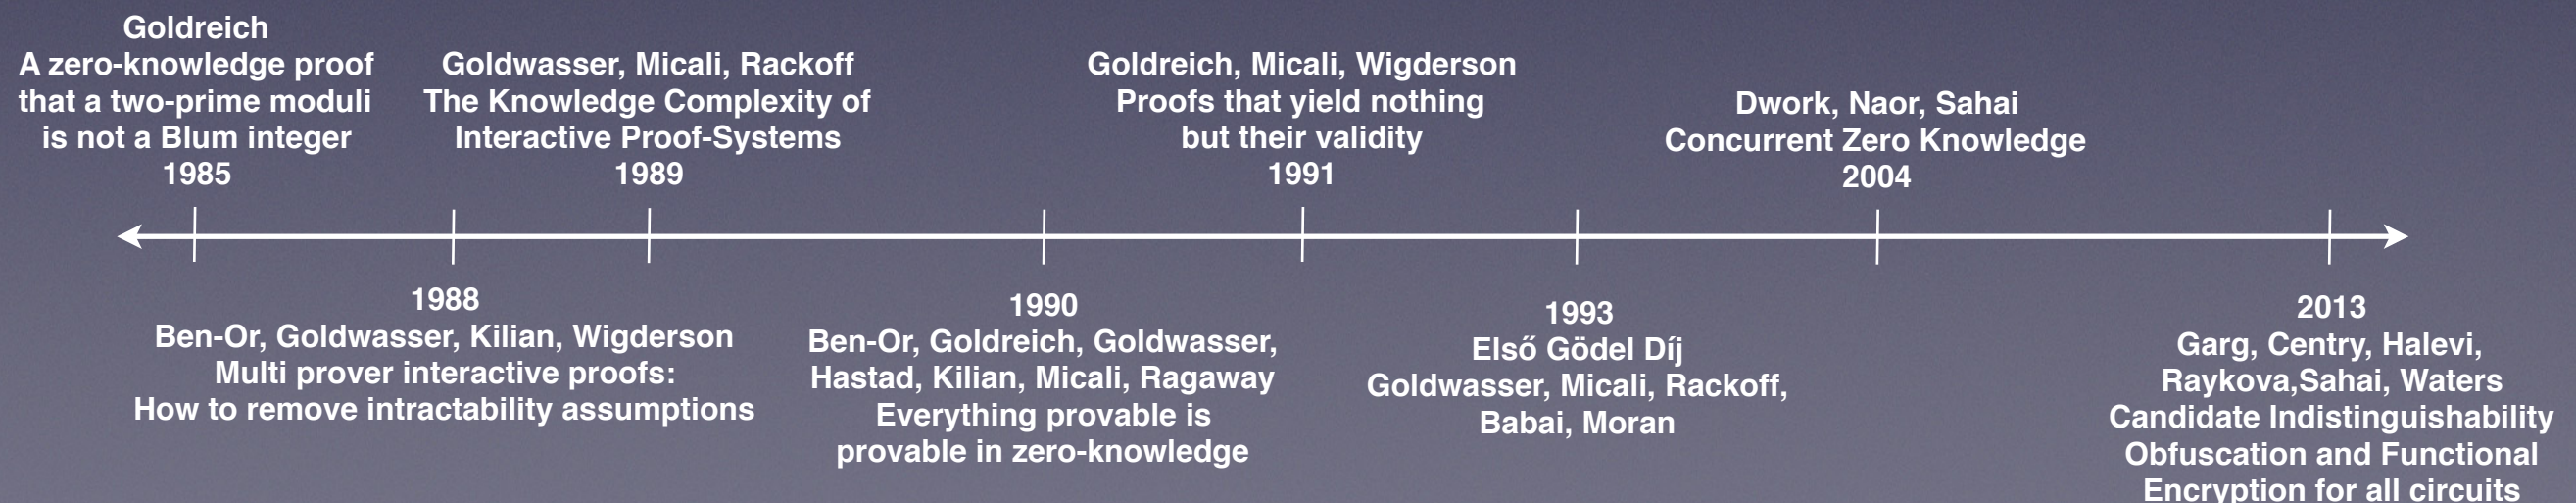 Goldreich
A zero-knowledge proof
that a two-prime moduli
is not a Blum integer
1985
1988
Ben-Or, Goldwasser, Kilian, Wigderson
Multi prover interactive proofs:
How to remove intractability assumptions
Goldwasser, Micali, Rackoff
The Knowledge Complexity of
Interactive Proof-Systems
1989
1990
Ben-Or, Goldreich, Goldwasser,
Hastad, Kilian, Micali, Ragaway
Everything provable is
provable in zero-knowledge
Goldreich, Micali, Wigderson
Proofs that yield nothing
but their validity
1991
1993
Első Gödel Díj
Goldwasser, Micali, Rackoff,
Babai, Moran
Dwork, Naor, Sahai
Concurrent Zero Knowledge
2004
2013
Garg, Centry, Halevi,
Raykova,Sahai, Waters
Candidate Indistinguishability
Obfuscation and Functional
Encryption for all circuits